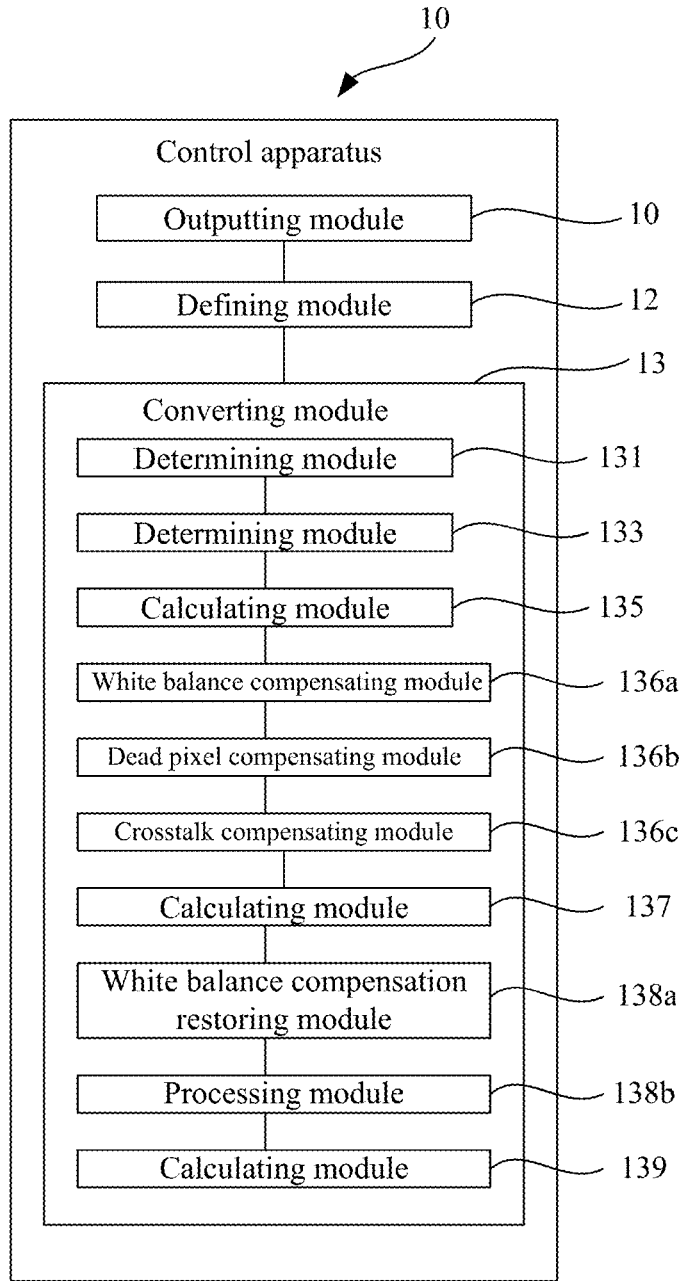 10
Control apparatus
Outputting module
10
Defining module
12
13
Converting module
Determining module
131
Determining module
133
Calculating module
135
White balance compensating module
136a
Dead pixel compensating module
136b
Crosstalk compensating module
136c
Calculating module
137
White balance compensation
restoring module
138a
Processing module
138b
Calculating module
139